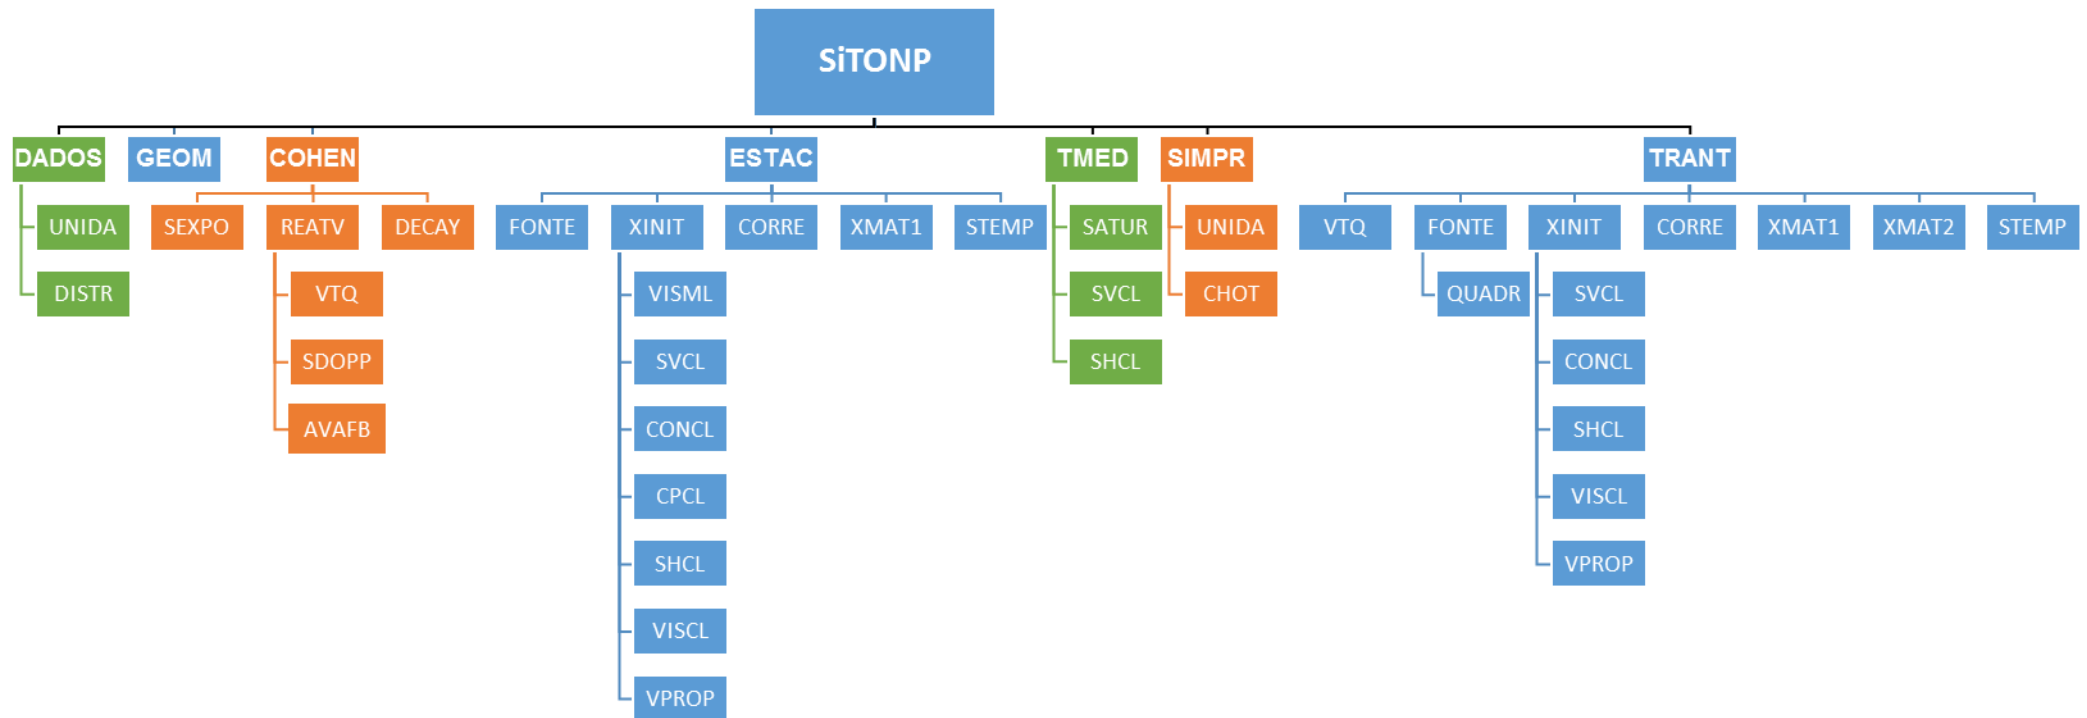 SiTONP
DADOS GEOM COHEN ESTAC TMED SIMPR TRANT
UNIDA SEXPO REATV DECAY FONTE XINIT CORRE XMAT1 STEMP SATUR UNIDA VTQ FONTE XINIT CORRE XMAT1 XMAT2 STEMP
DISTR VTQ VISML SVCL CHOT QUADR SVCL
SDOPP SVCL SHCL CONCL
AVAFB CONCL SHCL
CPCL VISCL
SHCL VPROP
VISCL
VPROP